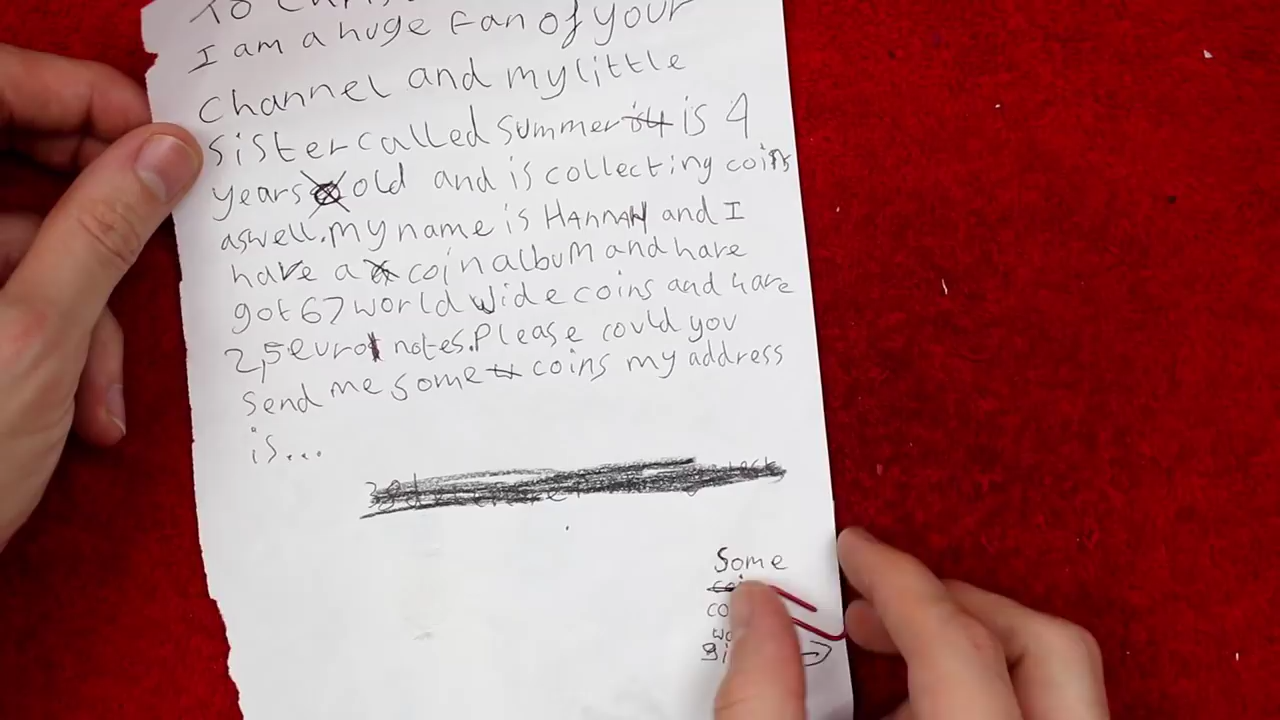 To
I am a huge fan of your
Channel and my little
sister called summer is 4
years old and is collecting coins
aswell. My name is HANNAH and I
have a coin album and have
got 67 world wide coins and have
2,5 euro notes. Please could you
send me some coins my address
is...
Some